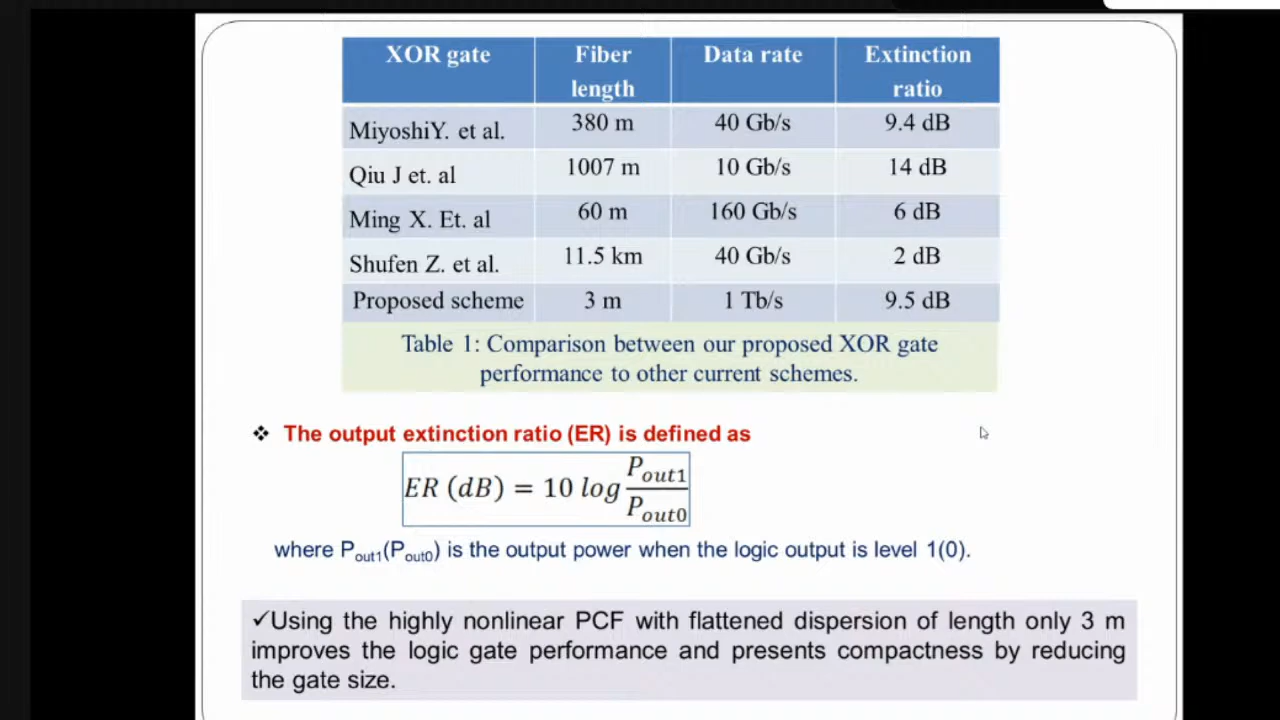 XOR gate Fiber length Data rate Extinction ratio
MiyoshiY. et al. 380 m 40 Gb/s 9.4 dB
Qiu J et. al 1007 m 10 Gb/s 14 dB
Ming X. Et. al 60 m 160 Gb/s 6 dB
Shufen Z. et al. 11.5 km 40 Gb/s 2 dB
Proposed scheme 3 m 1 Tb/s 9.5 dB
Table 1: Comparison between our proposed XOR gate
performance to other current schemes.
❖ The output extinction ratio (ER) is defined as
ER (dB) = 10 log Pout1/Pout0
where Pout1(Pout0) is the output power when the logic output is level 1(0).
✓Using the highly nonlinear PCF with flattened dispersion of length only 3 m
improves the logic gate performance and presents compactness by reducing
the gate size.